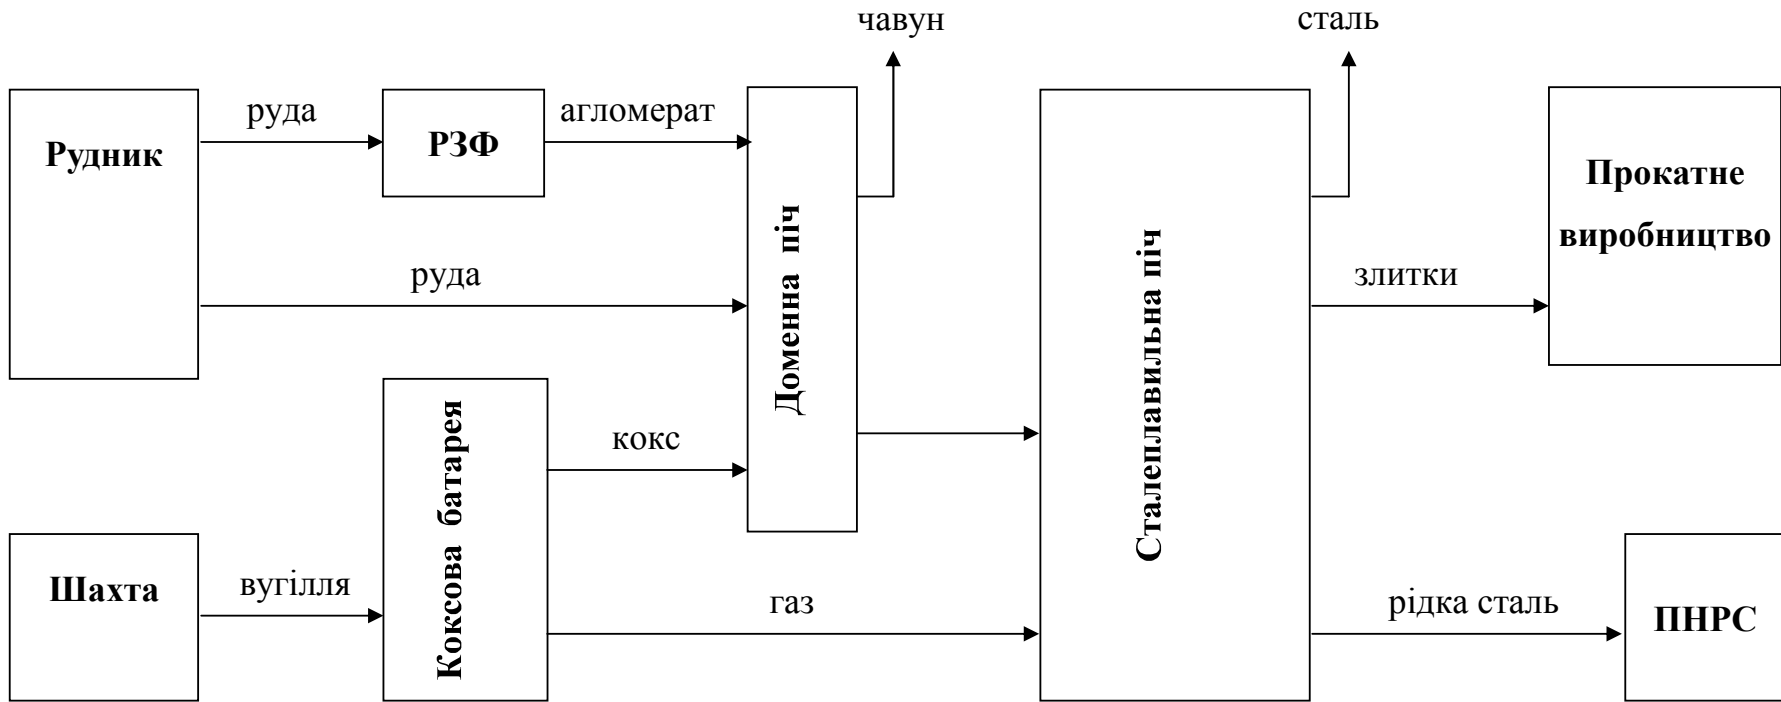 чавун
сталь
руда
агломерат
Рудник
РЗФ
Прокатне
виробництво
руда
злитки
Доменна піч
Сталеплавильна піч
кокс
Коксова батарея
Шахта
вугілля
газ
рідка сталь
ПНРС